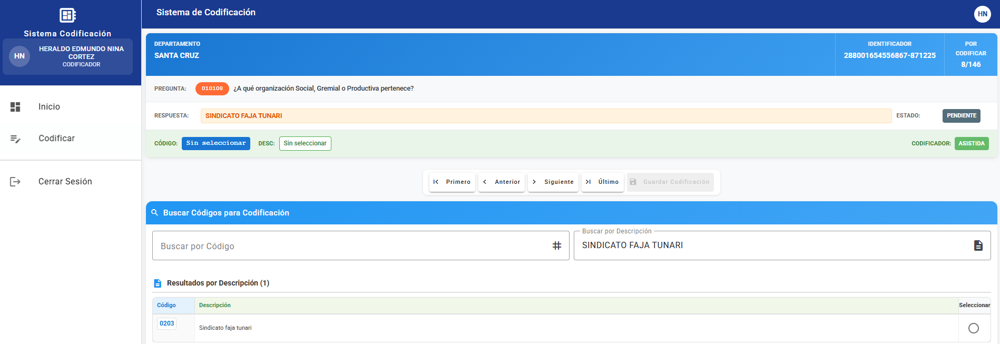 Sistema Codificación
HN
HERALDO EDMUNDO NINA
CORTEZ
CODIFICADOR
Inicio
Codificar
Cerrar Sesión
Sistema de Codificación
HN
DEPARTAMENTO
SANTA CRUZ
IDENTIFICADOR
288001654556867-871225
POR
CODIFICAR
8/146
PREGUNTA: 010108 ¿A qué organización Social, Gremial o Productiva pertenece?
RESPUESTA: SINDICATO FAJA TUNARI ESTADO: PENDIENTE
CÓDIGO: Sin seleccionar DESC: Sin seleccionar CODIFICADOR: ASISTIDA
Primero Anterior Siguiente Último Guardar Codificación
Buscar Códigos para Codificación
Buscar por Código
Buscar por Descripción
SINDICATO FAJA TUNARI
Resultados por Descripción (1)
Código Descripción Seleccionar
0203 Sindicato faja tunari